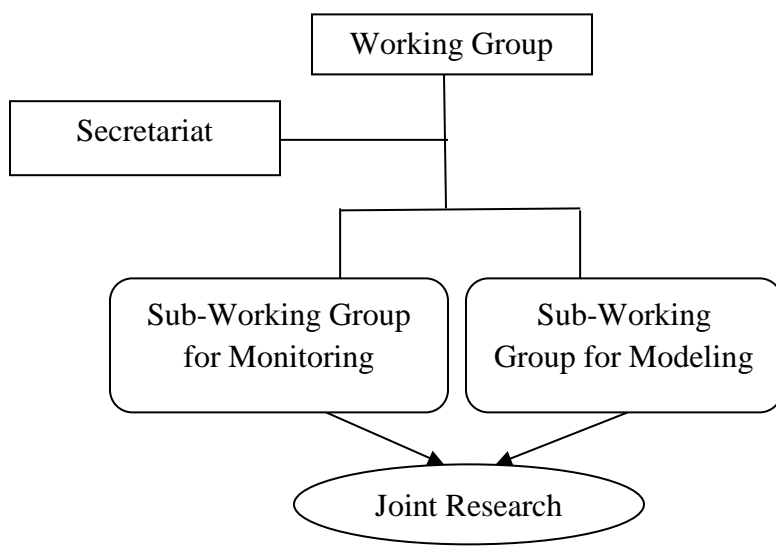 Working Group
Secretariat
Sub-Working Group
for Monitoring
Sub-Working
Group for Modeling
Joint Research